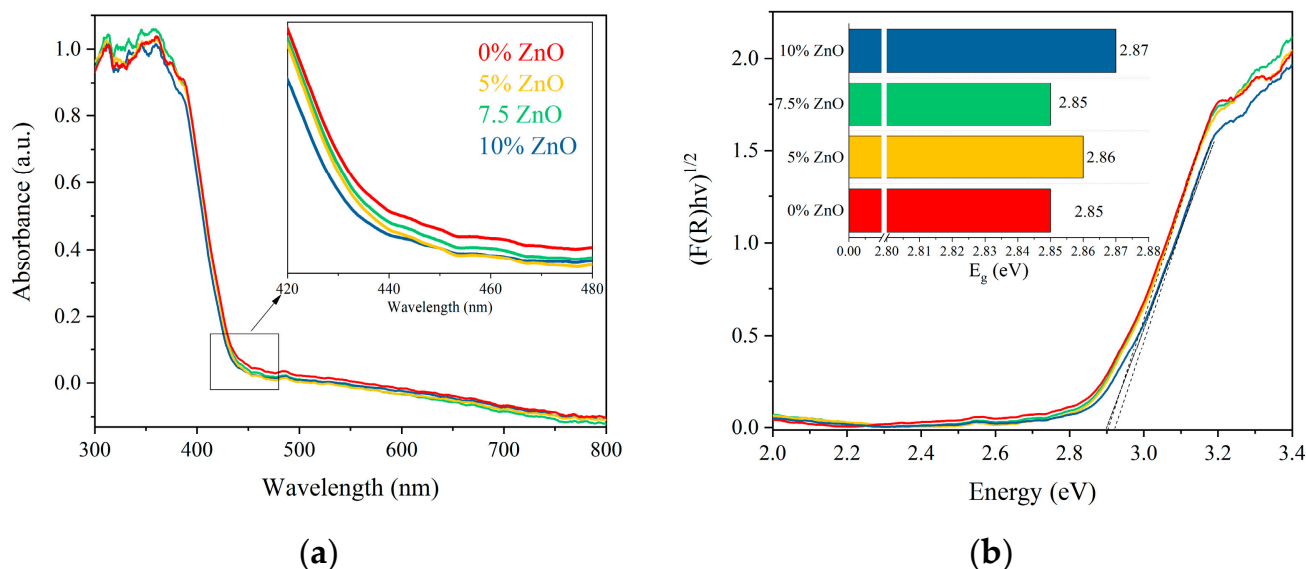 Absorbance (a.u.)
1.0
0.8
0.6
0.4
0.2
0.0
300 400 500 600 700 800
Wavelength (nm)
0% ZnO
5% ZnO
7.5 ZnO
10% ZnO
420 440 460 480
Wavelength (nm)
(a)
(F(R)hv)1/2
2.0
1.5
1.0
0.5
0.0
2.0 2.2 2.4 2.6 2.8 3.0 3.2 3.4
Energy (eV)
10% ZnO 2.87
7.5% ZnO 2.85
5% ZnO 2.86
0% ZnO 2.85
0.00 2.80 2.81 2.82 2.83 2.84 2.85 2.86 2.87 2.88
Eg (eV)
(b)